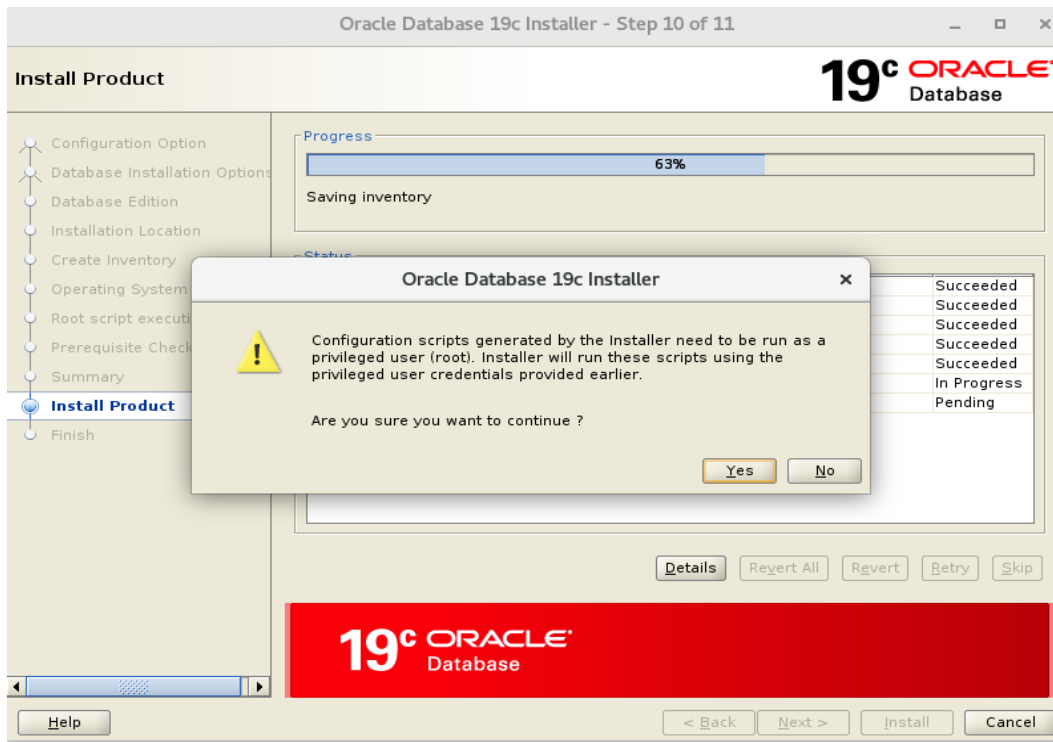 Oracle Database 19c Installer - Step 10 of 11
Install Product
19c ORACLE
Database
Configuration Option
Database Installation Options
Database Edition
Installation Location
Create Inventory
Operating System
Root script executi
Prerequisite Check
Summary
Install Product
Finish
Progress
63%
Saving inventory
Status
Succeeded
Succeeded
Succeeded
Succeeded
Succeeded
In Progress
Pending
Oracle Database 19c Installer
Configuration scripts generated by the Installer need to be run as a
privileged user (root). Installer will run these scripts using the
privileged user credentials provided earlier.
Are you sure you want to continue ?
Yes No
Details Revert All Revert Retry Skip
19c ORACLE
Database
Help < Back Next > Install Cancel